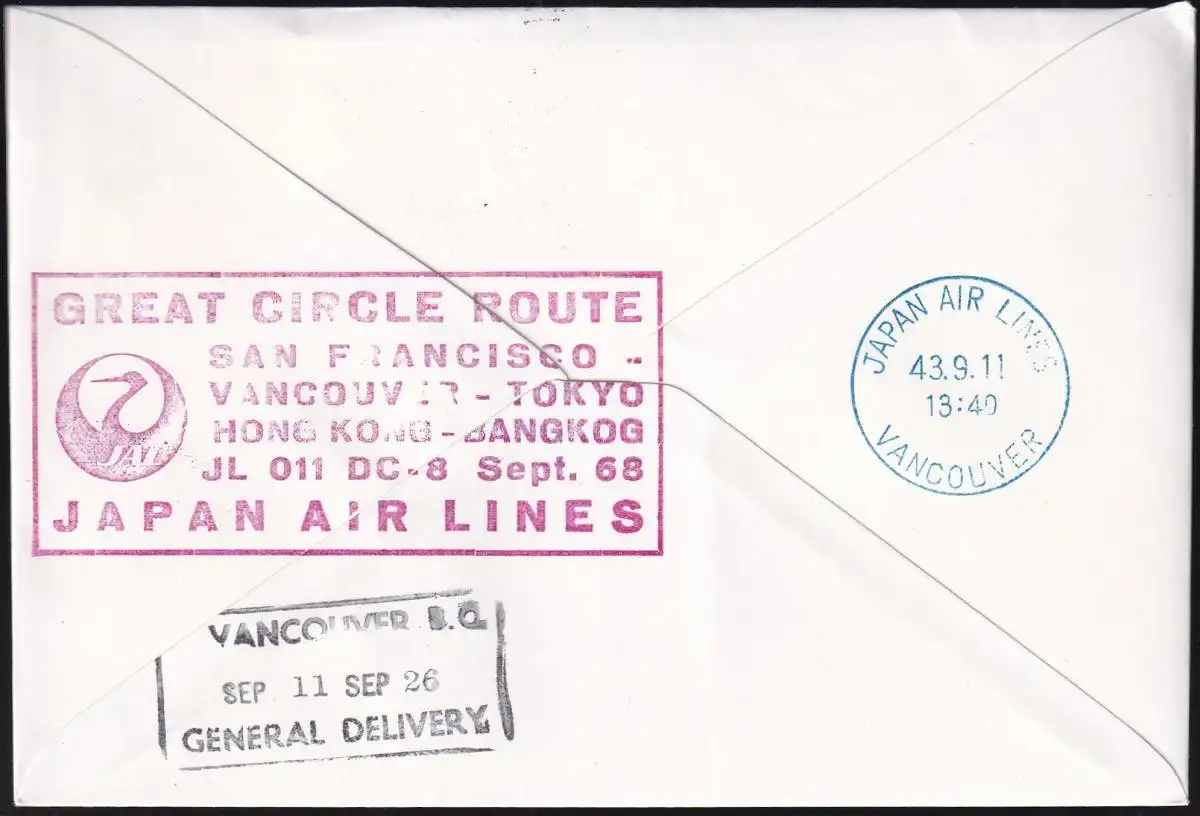 GREAT CIRCLE ROUTE
SAN FRANCISCO -
VANCOUVER - TOKYO
HONG KONG - BANGKOG
JL 011 DC-8 Sept. 68
JAL
JAPAN AIR LINES
JAPAN AIR LINES
43.9.11
13:40
VANCOUVER
VANCOUVER B.C.
SEP 11 SEP 26
GENERAL DELIVERY